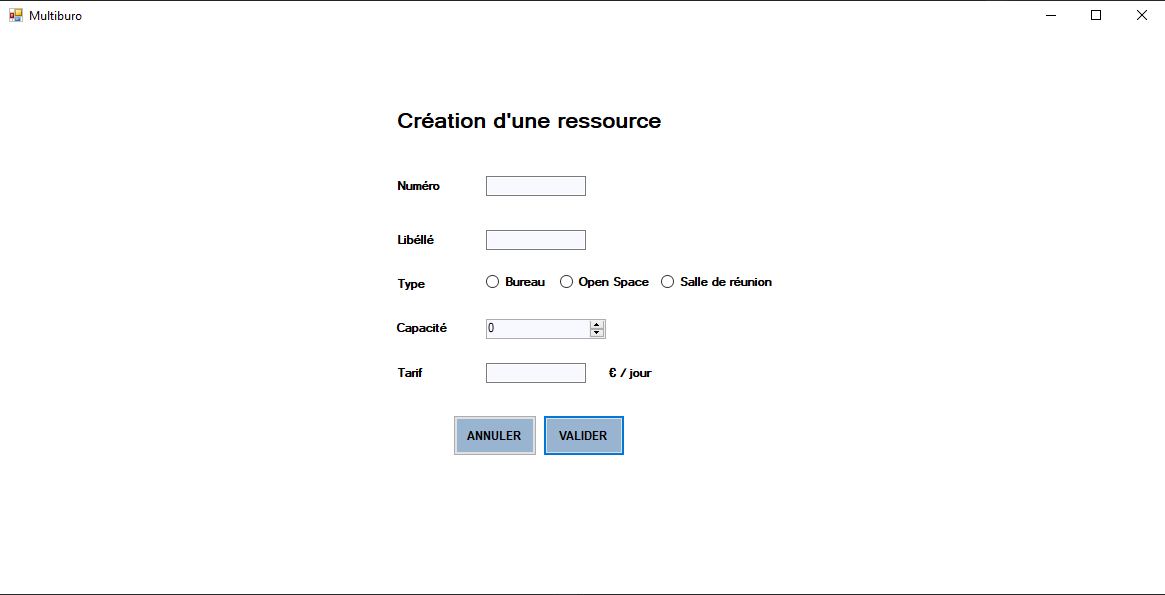 Multiburo
Création d'une ressource
Numéro
Libéllé
Type Bureau Open Space Salle de réunion
Capacité 0
Tarif € / jour
ANNULER VALIDER